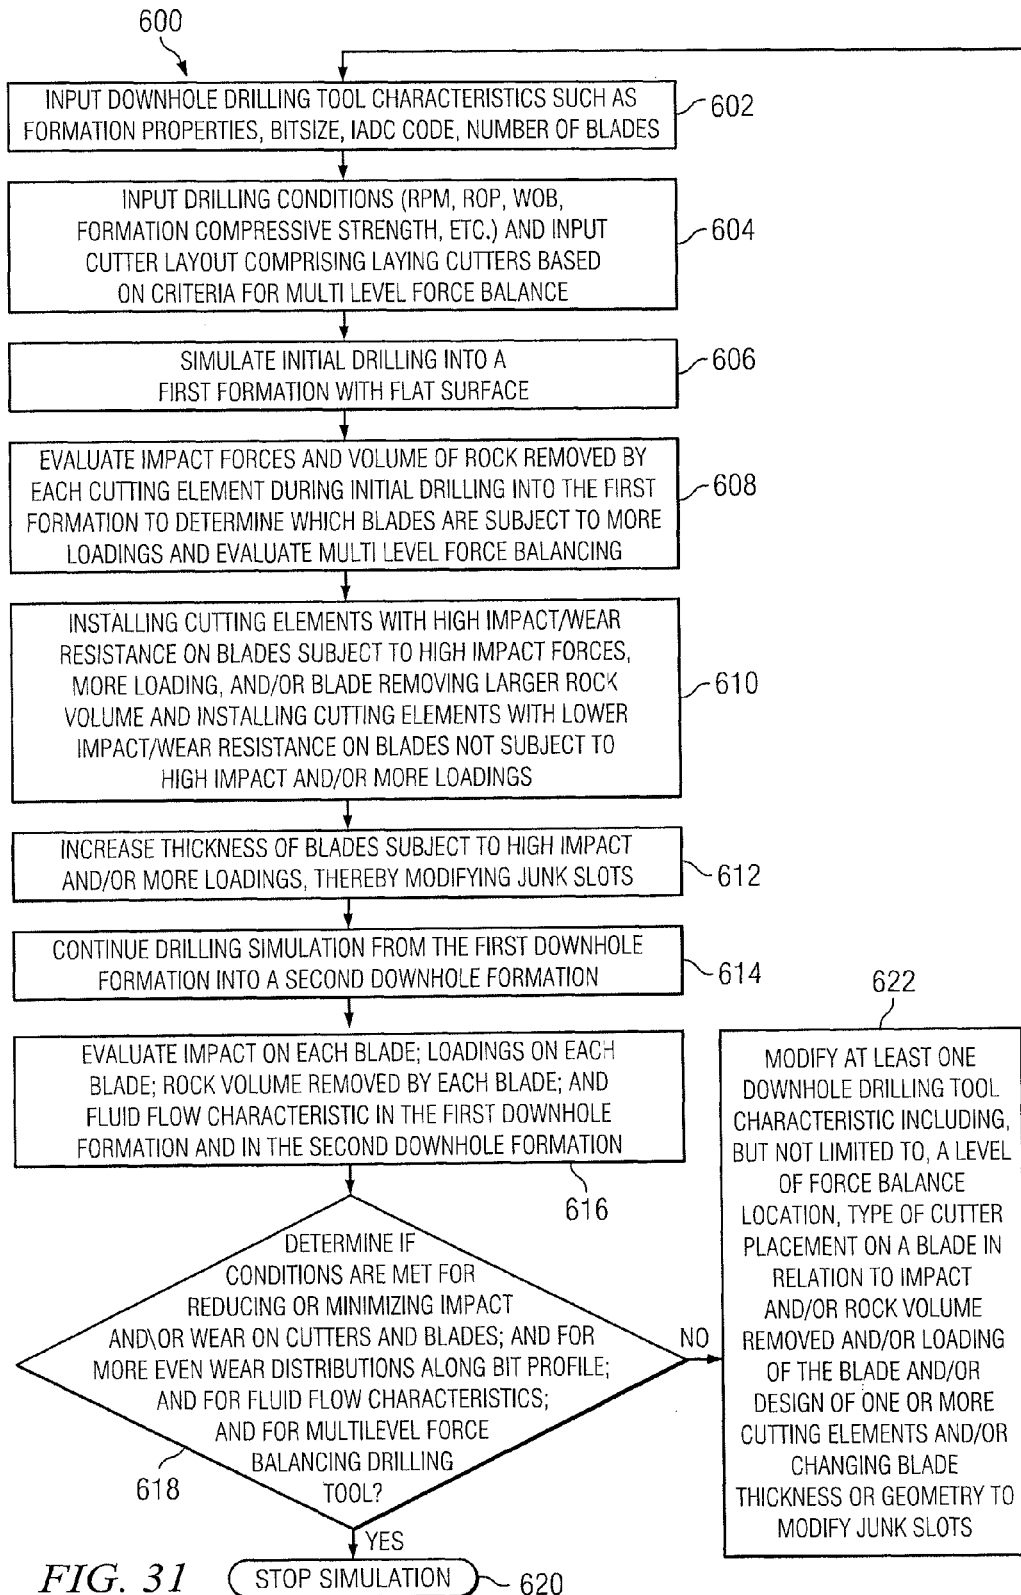 600
INPUT DOWNHOLE DRILLING TOOL CHARACTERISTICS SUCH AS
FORMATION PROPERTIES, BITSIZE, IADC CODE, NUMBER OF BLADES
602
INPUT DRILLING CONDITIONS (RPM, ROP, WOB,
FORMATION COMPRESSIVE STRENGTH, ETC.) AND INPUT
CUTTER LAYOUT COMPRISING LAYING CUTTERS BASED
ON CRITERIA FOR MULTI LEVEL FORCE BALANCE
604
SIMULATE INITIAL DRILLING INTO A
FIRST FORMATION WITH FLAT SURFACE
606
EVALUATE IMPACT FORCES AND VOLUME OF ROCK REMOVED BY
EACH CUTTING ELEMENT DURING INITIAL DRILLING INTO THE FIRST
FORMATION TO DETERMINE WHICH BLADES ARE SUBJECT TO MORE
LOADINGS AND EVALUATE MULTI LEVEL FORCE BALANCING
608
INSTALLING CUTTING ELEMENTS WITH HIGH IMPACT/WEAR
RESISTANCE ON BLADES SUBJECT TO HIGH IMPACT FORCES,
MORE LOADING, AND/OR BLADE REMOVING LARGER ROCK
VOLUME AND INSTALLING CUTTING ELEMENTS WITH LOWER
IMPACT/WEAR RESISTANCE ON BLADES NOT SUBJECT TO
HIGH IMPACT AND/OR MORE LOADINGS
610
INCREASE THICKNESS OF BLADES SUBJECT TO HIGH IMPACT
AND/OR MORE LOADINGS, THEREBY MODIFYING JUNK SLOTS
612
CONTINUE DRILLING SIMULATION FROM THE FIRST DOWNHOLE
FORMATION INTO A SECOND DOWNHOLE FORMATION
614
EVALUATE IMPACT ON EACH BLADE; LOADINGS ON EACH
BLADE; ROCK VOLUME REMOVED BY EACH BLADE; AND
FLUID FLOW CHARACTERISTIC IN THE FIRST DOWNHOLE
FORMATION AND IN THE SECOND DOWNHOLE FORMATION
616
DETERMINE IF
CONDITIONS ARE MET FOR
REDUCING OR MINIMIZING IMPACT
AND\OR WEAR ON CUTTERS AND BLADES; AND FOR
MORE EVEN WEAR DISTRIBUTIONS ALONG BIT PROFILE;
AND FOR FLUID FLOW CHARACTERISTICS;
AND FOR MULTILEVEL FORCE
BALANCING DRILLING
TOOL?
618
NO
YES
622
MODIFY AT LEAST ONE
DOWNHOLE DRILLING TOOL
CHARACTERISTIC INCLUDING,
BUT NOT LIMITED TO, A LEVEL
OF FORCE BALANCE
LOCATION, TYPE OF CUTTER
PLACEMENT ON A BLADE IN
RELATION TO IMPACT
AND/OR ROCK VOLUME
REMOVED AND/OR LOADING
OF THE BLADE AND/OR
DESIGN OF ONE OR MORE
CUTTING ELEMENTS AND/OR
CHANGING BLADE
THICKNESS OR GEOMETRY TO
MODIFY JUNK SLOTS
STOP SIMULATION
620
FIG. 31